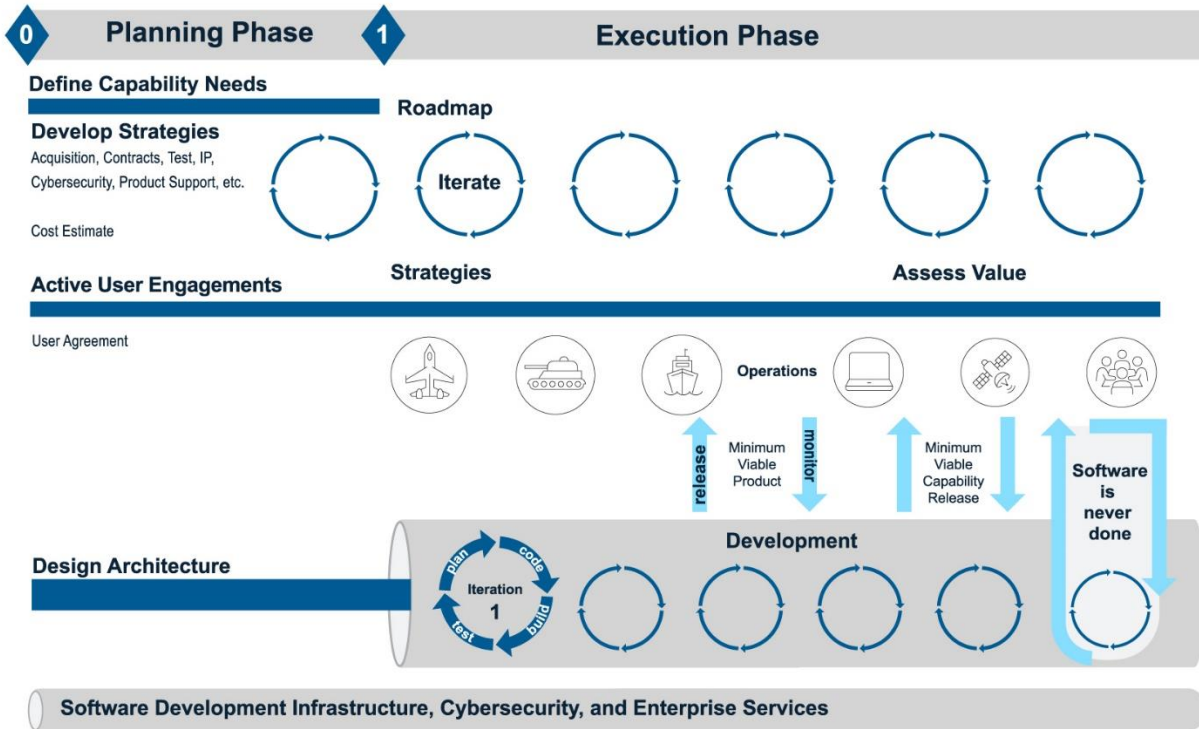 0
Planning Phase
1
Execution Phase
Define Capability Needs
Roadmap
Develop Strategies
Acquisition, Contracts, Test, IP,
Cybersecurity, Product Support, etc.
Iterate
Cost Estimate
Strategies
Assess Value
Active User Engagements
User Agreement
Operations
release
Minimum
Viable
Product
monitor
Minimum
Viable
Capability
Release
Software
is
never
done
Development
Design Architecture
plan
code
Iteration
1
test
build
Software Development Infrastructure, Cybersecurity, and Enterprise Services